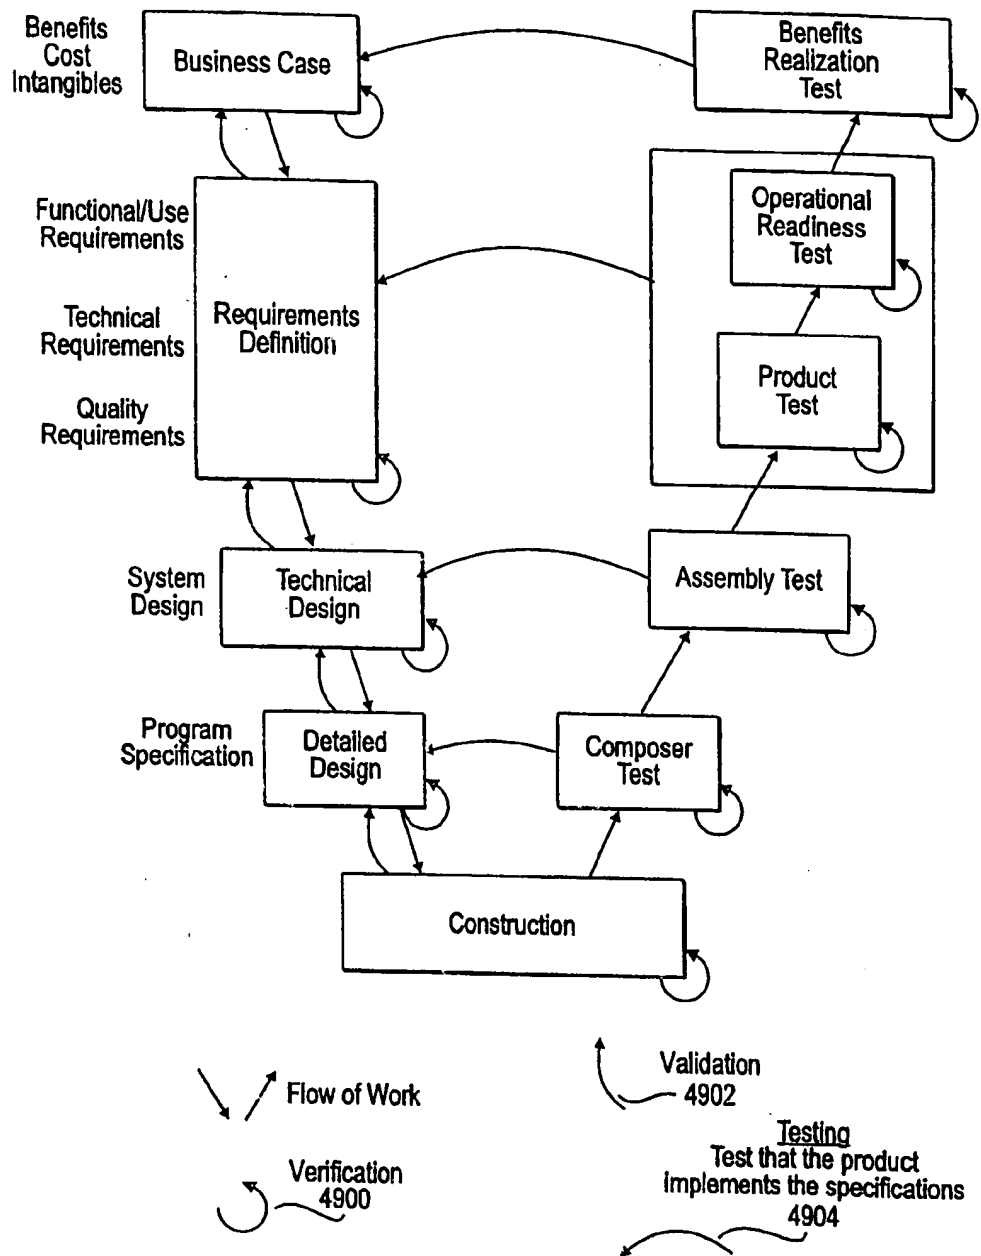 Benefits
Cost
Intangibles
Business Case
Benefits
Realization
Test
Functional/Use
Requirements
Technical
Requirements
Quality
Requirements
Requirements
Definition
Operational
Readiness
Test
Product
Test
System
Design
Technical
Design
Assembly Test
Program
Specification
Detailed
Design
Composer
Test
Construction
Flow of Work
Validation
4902
Verification
4900
Testing
Test that the product
implements the specifications
4904